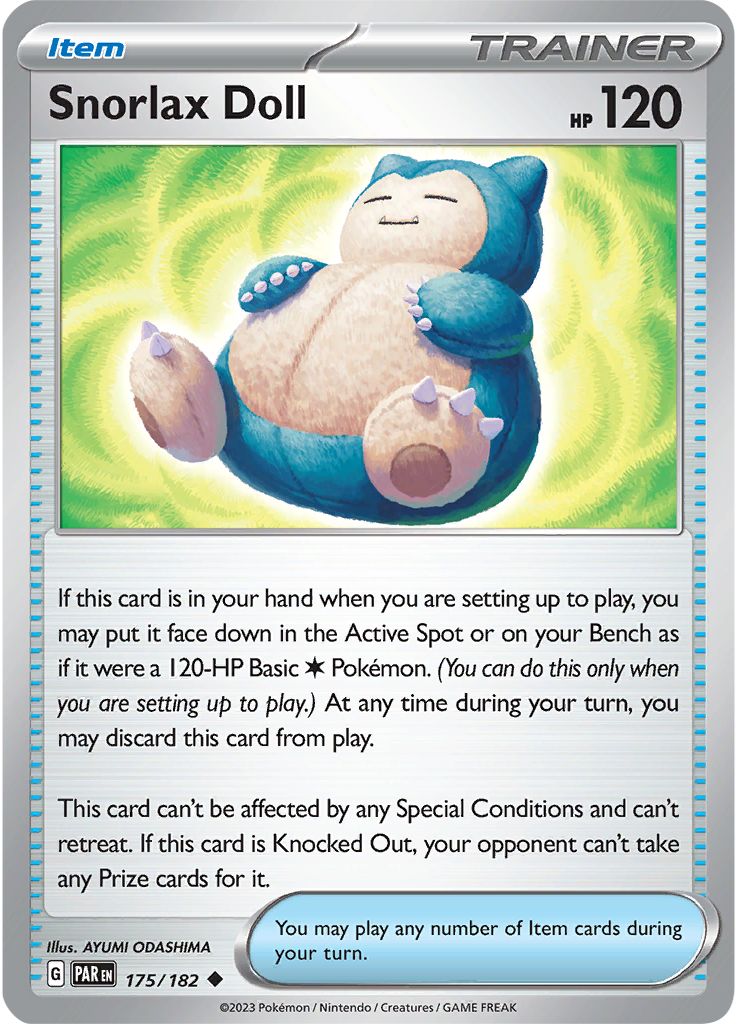 Item
TRAINER
Snorlax Doll
HP 120
If this card is in your hand when you are setting up to play, you
may put it face down in the Active Spot or on your Bench as
if it were a 120-HP Basic Pokémon. (You can do this only when
you are setting up to play.) At any time during your turn, you
may discard this card from play.
This card can't be affected by any Special Conditions and can't
retreat. If this card is Knocked Out, your opponent can't take
any Prize cards for it.
You may play any number of Item cards during
your turn.
Illus. AYUMI ODASHIMA
G PAR EN 175/182
©2023 Pokémon / Nintendo / Creatures / GAME FREAK